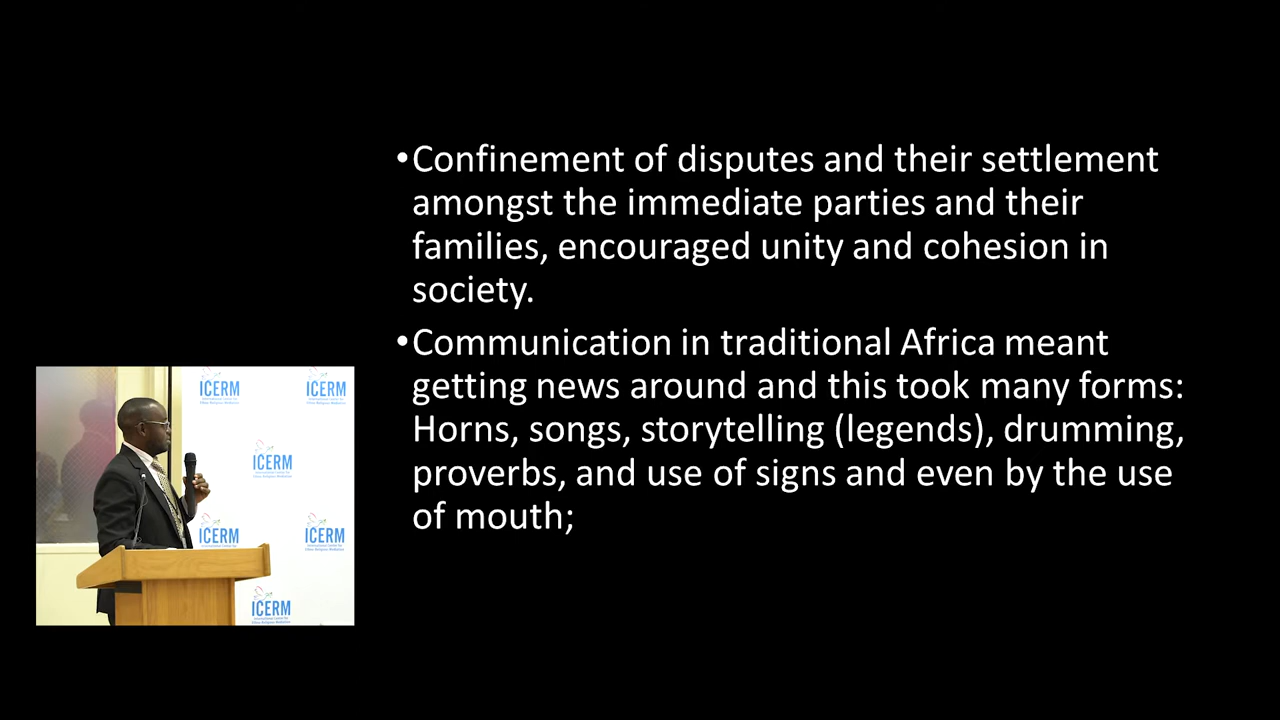 •Confinement of disputes and their settlement
amongst the immediate parties and their
families, encouraged unity and cohesion in
society.
•Communication in traditional Africa meant
getting news around and this took many forms:
Horns, songs, storytelling (legends), drumming,
proverbs, and use of signs and even by the use
of mouth;
ICERM
ICERM
ICERM
ICERM
ICERM
ICERM